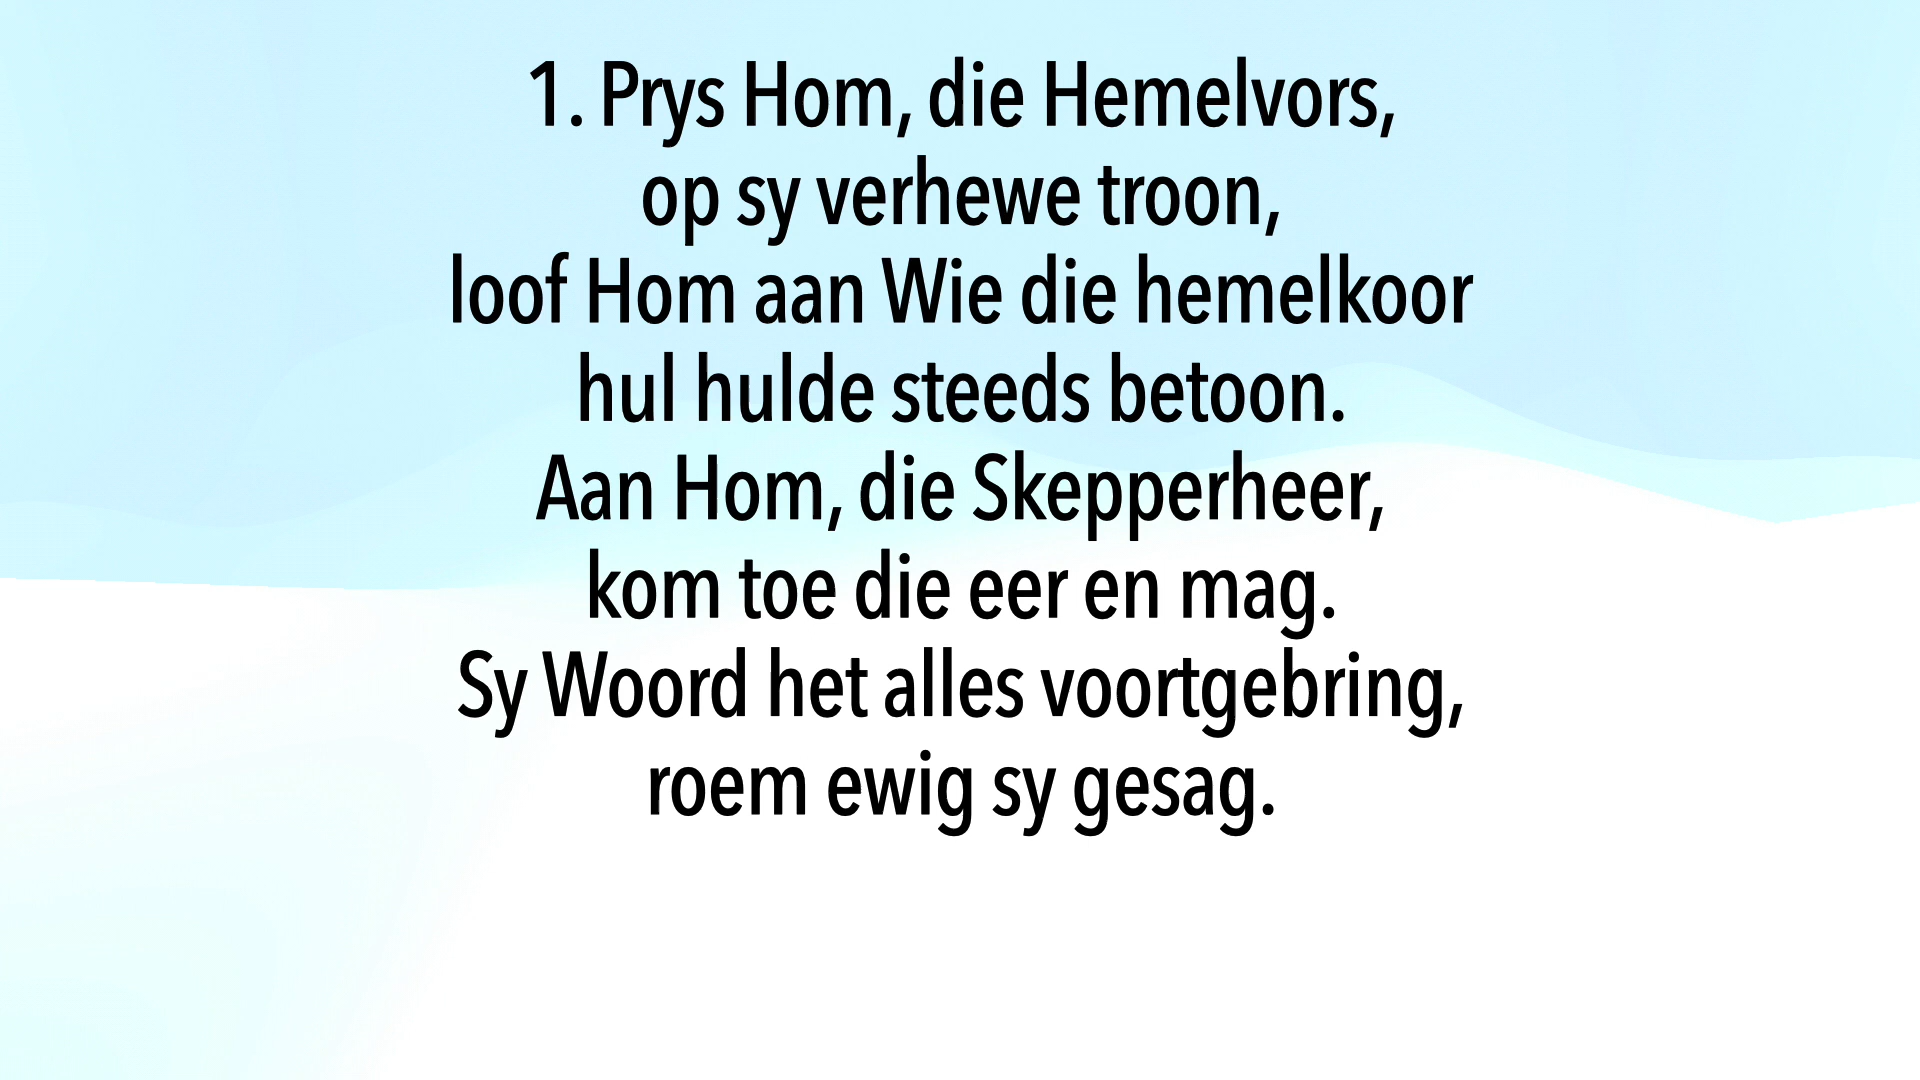 1. Prys Hom, die Hemelvors,
op sy verhewe troon,
loof Hom aan Wie die hemelkoor
hul hulde steeds betoon.
Aan Hom, die Skepperheer,
kom toe die eer en mag.
Sy Woord het alles voortgebring,
roem ewig sy gesag.